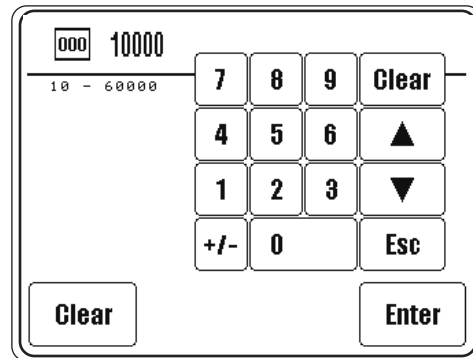 000 10000
10 - 60000
7 8 9 Clear
4 5 6 ▲
1 2 3 ▼
+/- 0 Esc
Clear Enter